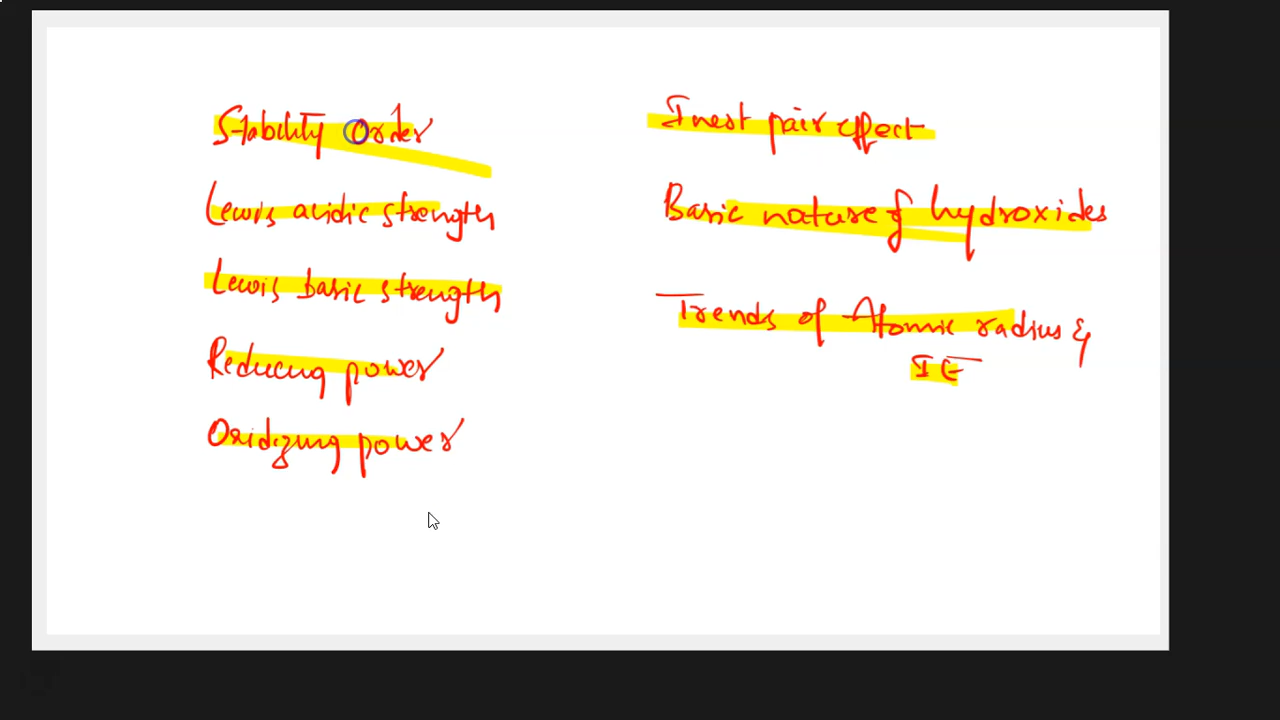 Stability Order
Lewis acidic strength
Lewis basic strength
Reducing power
Oxidizing power
Inert pair effect
Basic nature of hydroxides
Trends of Atomic radius &
IE